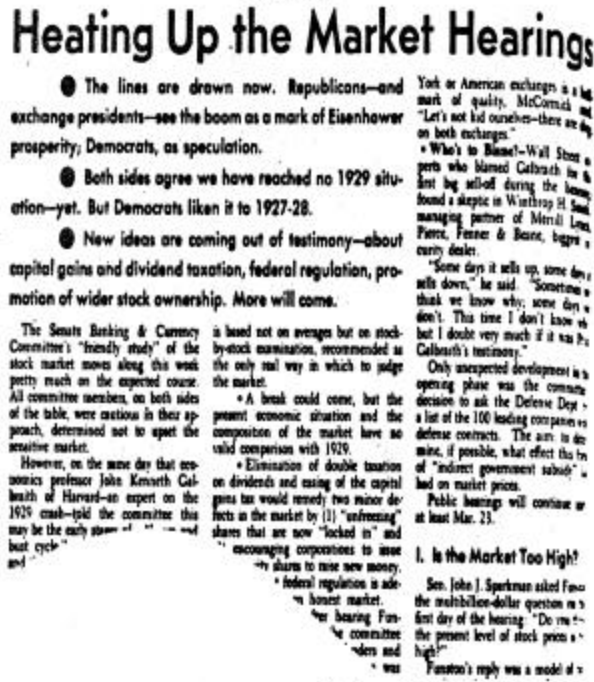 Heating Up the Market Hearings
● The lines are drawn now. Republicans—and
exchange presidents—see the boom as a mark of Eisenhower
prosperity; Democrats, as speculation.
● Both sides agree we have reached no 1929 situ-
ation—yet. But Democrats liken it to 1927-28.
● New ideas are coming out of testimony—about
capital gains and dividend taxation, federal regulation, pro-
motion of wider stock ownership. More will come.
The Senate Banking & Currency
Committee's "friendly study" of the
stock market moves along this week
pretty much on the expected course.
All committee members, on both sides
of the table, were cautious in their ap-
proach, determined not to upset the
sensitive market.
However, on the same day that eco-
nomics professor John Kenneth Gal-
braith of Harvard—an expert on the
1929 crash—told the committee this
may be the early stages of
bust cycle"
and
is based not on averages but on stock-
by-stock examination, recommended as
the only real way in which to judge
the market.
• A break could come, but the
present economic situation and the
composition of the market have no
valid comparison with 1929.
• Elimination of double taxation
on dividends and easing of the capital
gains tax would remedy two minor de-
fects in the market by (1) "unfreezing"
shares that are now "locked in" and
encouraging corporations to issue
shares to raise new money.
federal regulation is ade-
honest market.
hearing Fun-
committee
and
was
York or American exchanges is a
mark of quality, McCormick
"Let's not kid ourselves—there are
on both exchanges."
• Who's to Blame?—Wall Street
perts who blamed Galbraith for
first big sell-off during the
found a skeptic in Winthrop H.
managing partner of Merrill Lynch,
Pierce, Fenner & Beane, biggest
curity dealer.
"Some days it sells up, some days
sells down," he said. "Sometimes
think we know why; some days
don't. This time I don't know
but I doubt very much if it was
Galbraith's testimony."
Only unexpected development in
opening phase was the committee
decision to ask the Defense Dept
a list of the 100 leading companies
defense contracts. The aim:
mine, if possible, what effect this
of "indirect government subsidy"
had on market prices.
Public hearings will continue
at least Mar. 23.
I. Is the Market Too High?
Sen. John J. Sparkman asked
the multibillion-dollar question
first day of the hearing: "Do
the present level of stock prices
high?"
Funston's reply was a model of